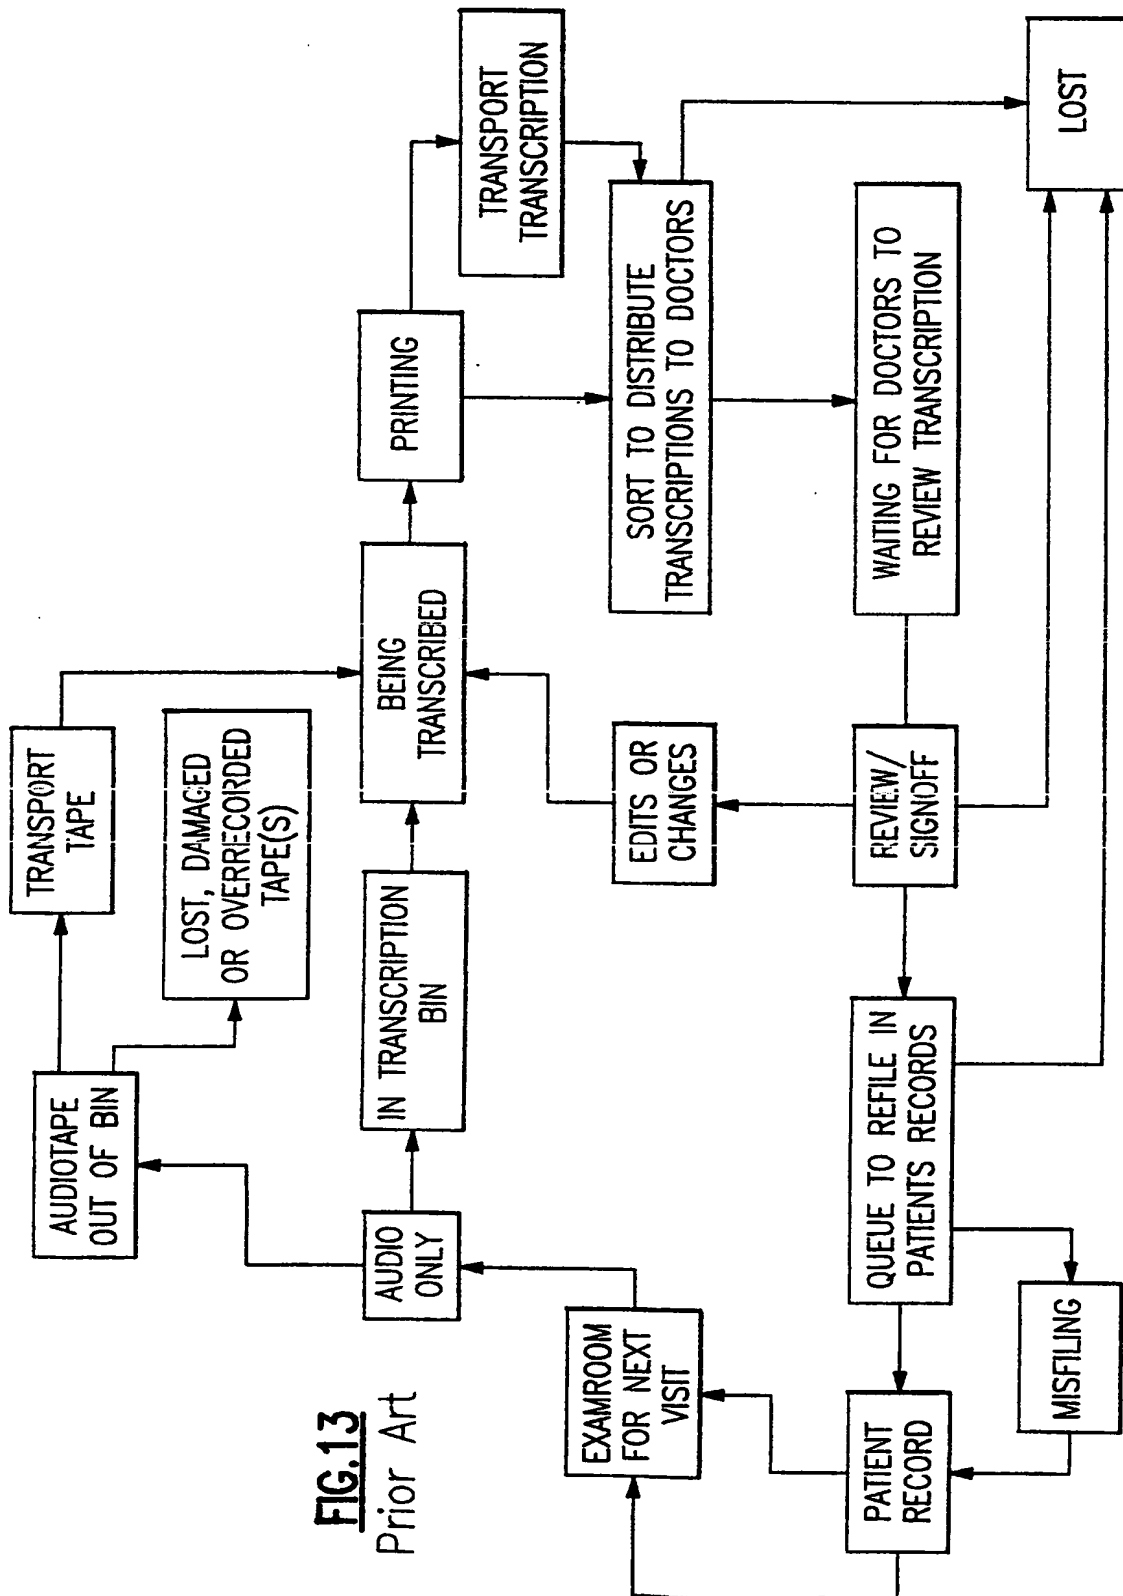 FIG.13
Prior Art
AUDIOTAPE
OUT OF BIN
TRANSPORT
TAPE
LOST, DAMAGED
OR OVERRECORDED
TAPE(S)
AUDIO
ONLY
IN TRANSCRIPTION
BIN
BEING
TRANSCRIBED
PRINTING
TRANSPORT
TRANSCRIPTION
EXAMROOM
FOR NEXT
VISIT
EDITS OR
CHANGES
SORT TO DISTRIBUTE
TRANSCRIPTIONS TO DOCTORS
PATIENT
RECORD
QUEUE TO REFILE IN
PATIENTS RECORDS
REVIEW/
SIGNOFF
WAITING FOR DOCTORS TO
REVIEW TRANSCRIPTION
MISFILING
LOST